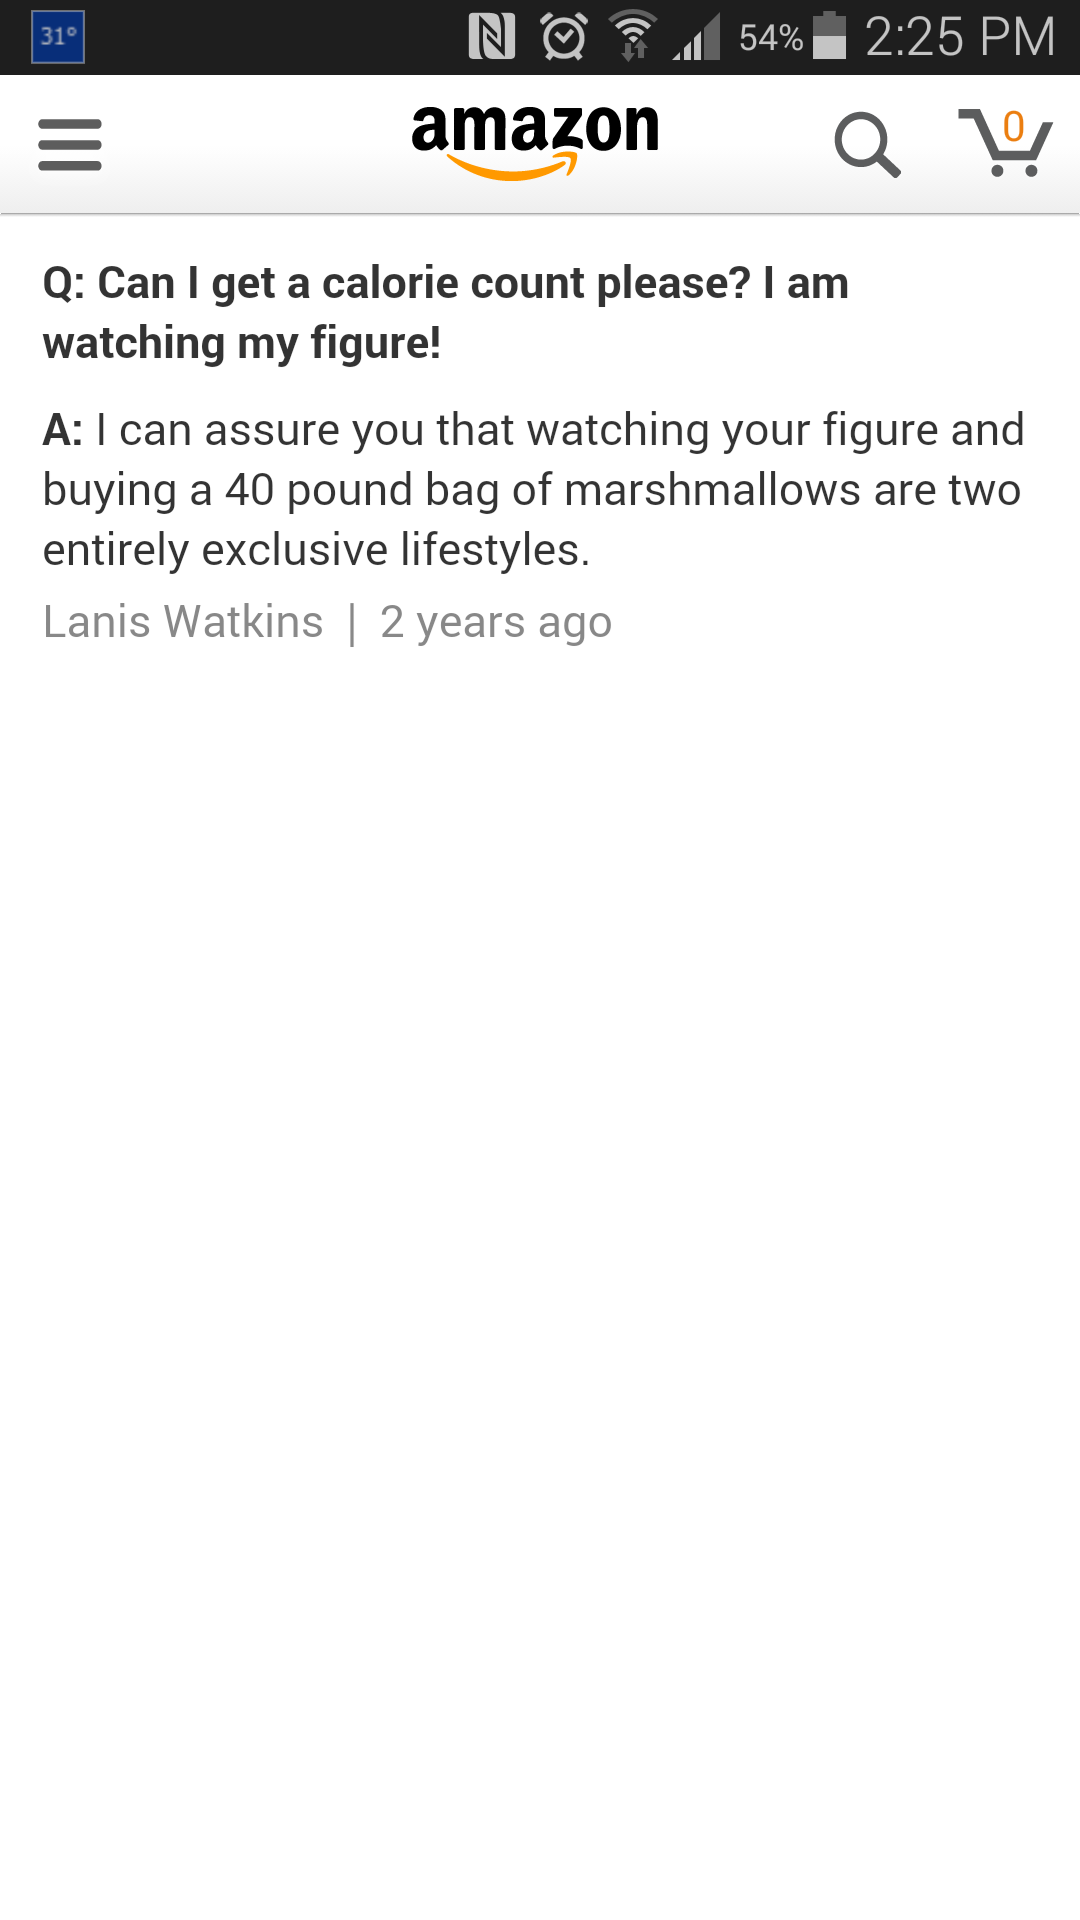 31° 54% 2:25 PM
amazon 0
Q: Can I get a calorie count please? I am
watching my figure!
A: I can assure you that watching your figure and
buying a 40 pound bag of marshmallows are two
entirely exclusive lifestyles.
Lanis Watkins | 2 years ago